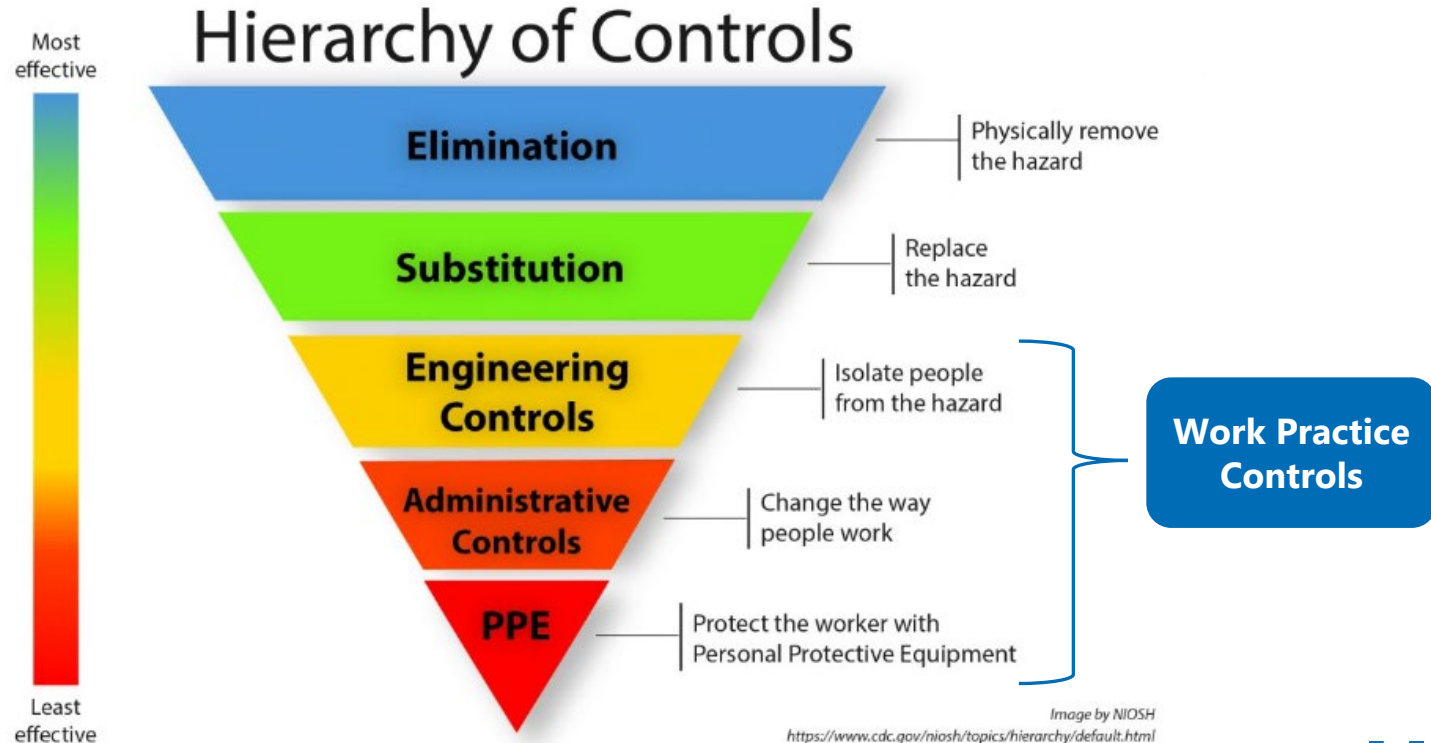 Hierarchy of Controls
Most
effective
Elimination
Physically remove
the hazard
Substitution
Replace
the hazard
Engineering
Controls
Isolate people
from the hazard
Work Practice
Controls
Administrative
Controls
Change the way
people work
PPE
Protect the worker with
Personal Protective Equipment
Least
effective
Image by NIOSH
https://www.cdc.gov/niosh/topics/hierarchy/default.html